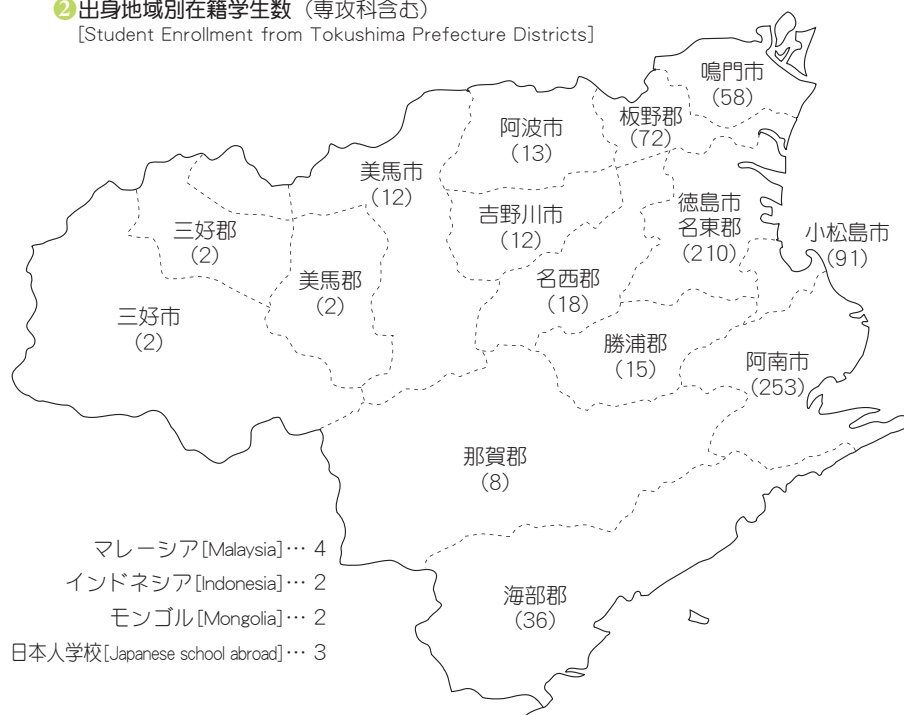 ❷出身地域別在籍学生数（専攻科含む）
[Student Enrollment from Tokushima Prefecture Districts]
鳴門市
(58)
板野郡
(72)
阿波市
(13)
美馬市
(12)
吉野川市
(12)
徳島市
名東郡
(210)
小松島市
(91)
三好郡
(2)
美馬郡
(2)
名西郡
(18)
三好市
(2)
勝浦郡
(15)
阿南市
(253)
那賀郡
(8)
海部郡
(36)
マレーシア[Malaysia]… 4
インドネシア[Indonesia]… 2
モンゴル[Mongolia]… 2
日本人学校[Japanese school abroad]… 3